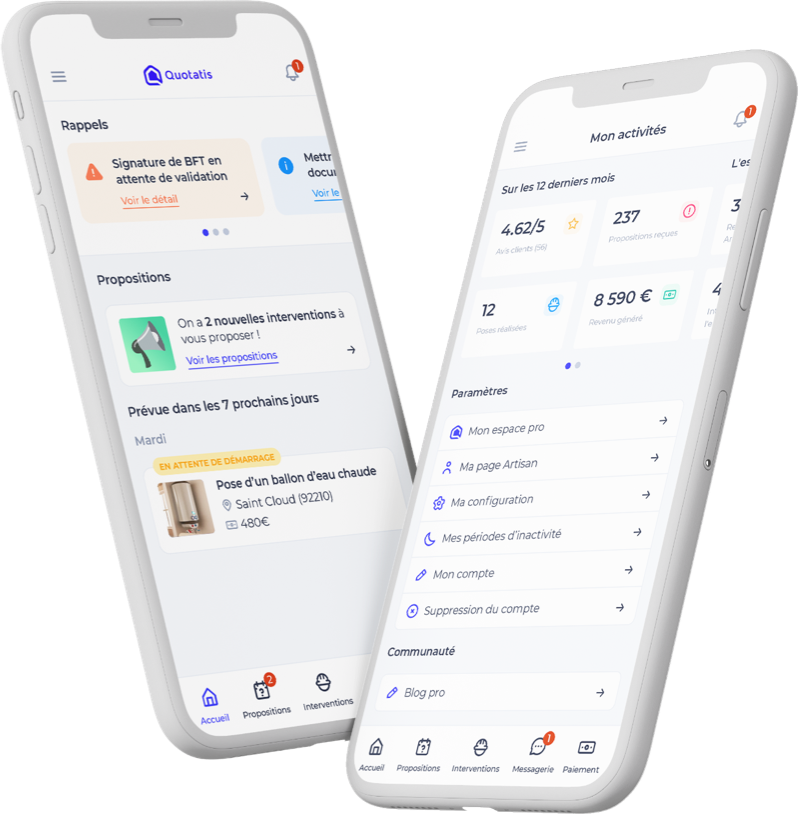 Quotatis
1
Rappels
Signature de BFT en
attente de validation
Voir le détail
Mettr
docu
Voir le
Propositions
On a 2 nouvelles interventions à
vous proposer !
Voir les propositions
Prévue dans les 7 prochains jours
Mardi
EN ATTENTE DE DÉMARRAGE
Pose d'un ballon d'eau chaude
Saint Cloud (92210)
480€
2
Accueil
Propositions
Interventions
Mon activités
1
Sur les 12 derniers mois
L'es
4.62/5
Avis clients (56)
237
Propositions reçues
3
Re
12
Poses réalisées
8 590 €
Revenu généré
4
Int
l'e
Paramètres
Mon espace pro
Ma page Artisan
Ma configuration
Mes périodes d'inactivité
Mon compte
Suppression du compte
Communauté
Blog pro
1
Accueil
Propositions
Interventions
Messagerie
Paiement